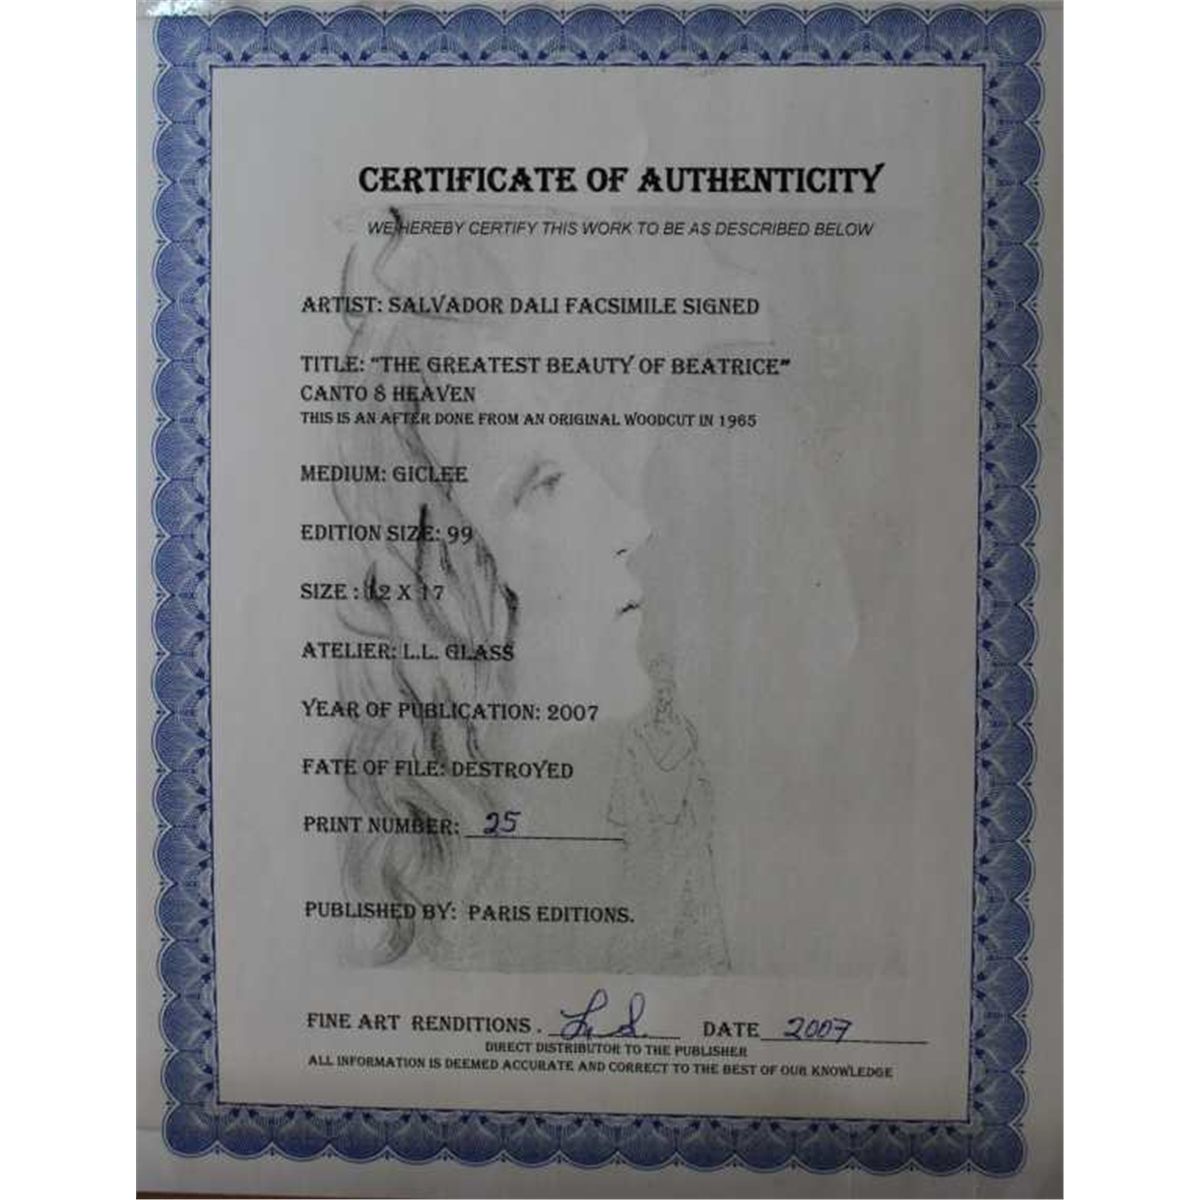 CERTIFICATE OF AUTHENTICITY
WE HEREBY CERTIFY THIS WORK TO BE AS DESCRIBED BELOW
ARTIST: SALVADOR DALI FACSIMILE SIGNED
TITLE: "THE GREATEST BEAUTY OF BEATRICE"
CANTO 8 HEAVEN
THIS IS AN AFTER DONE FROM AN ORIGINAL WOODCUT IN 1965
MEDIUM: GICLEE
EDITION SIZE: 99
SIZE : 12 X 17
ATELIER: L.L. GLASS
YEAR OF PUBLICATION: 2007
FATE OF FILE: DESTROYED
PRINT NUMBER: 25
PUBLISHED BY: PARIS EDITIONS.
FINE ART RENDITIONS . DATE 2007
DIRECT DISTRIBUTOR TO THE PUBLISHER
ALL INFORMATION IS DEEMED ACCURATE AND CORRECT TO THE BEST OF OUR KNOWLEDGE